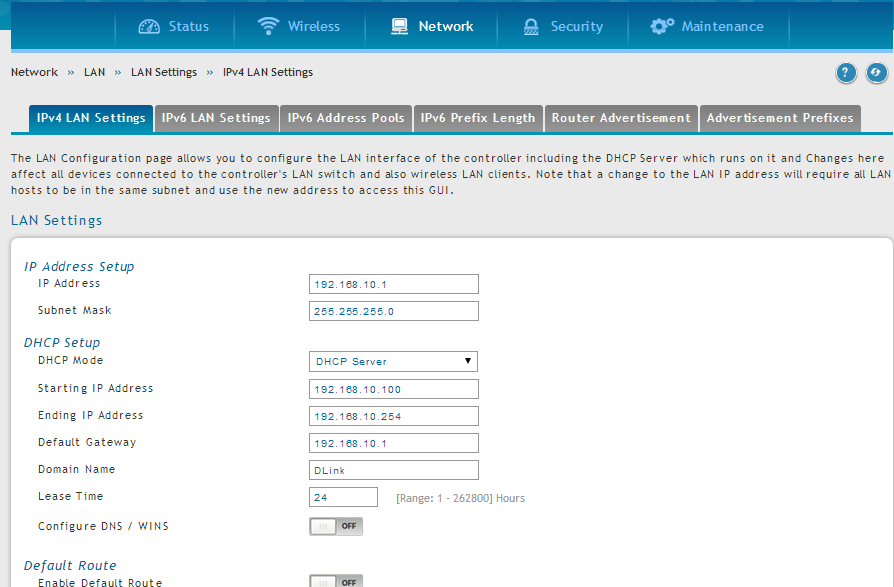 Status Wireless Network Security Maintenance
Network » LAN » LAN Settings » IPv4 LAN Settings ?
IPv4 LAN Settings IPv6 LAN Settings IPv6 Address Pools IPv6 Prefix Length Router Advertisement Advertisement Prefixes
The LAN Configuration page allows you to configure the LAN interface of the controller including the DHCP Server which runs on it and Changes here
affect all devices connected to the controller's LAN switch and also wireless LAN clients. Note that a change to the LAN IP address will require all LAN
hosts to be in the same subnet and use the new address to access this GUI.
LAN Settings
IP Address Setup
IP Address 192.168.10.1
Subnet Mask 255.255.255.0
DHCP Setup
DHCP Mode DHCP Server
Starting IP Address 192.168.10.100
Ending IP Address 192.168.10.254
Default Gateway 192.168.10.1
Domain Name DLink
Lease Time 24 [Range: 1 - 262800] Hours
Configure DNS / WINS OFF
Default Route
Enable Default Route OFF